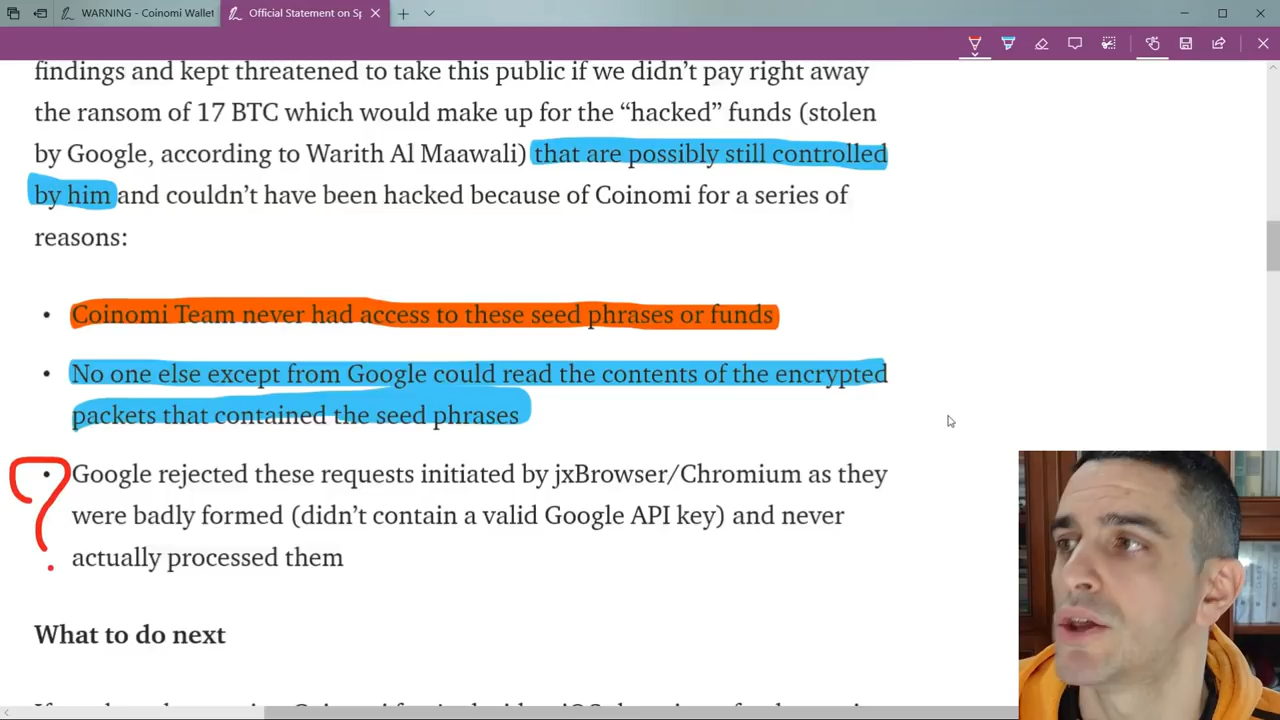 WARNING - Coinomi Wallet
Official Statement on Sp
findings and kept threatened to take this public if we didn’t pay right away
the ransom of 17 BTC which would make up for the “hacked” funds (stolen
by Google, according to Warith Al Maawali) that are possibly still controlled
by him and couldn’t have been hacked because of Coinomi for a series of
reasons:
• Coinomi Team never had access to these seed phrases or funds
• No one else except from Google could read the contents of the encrypted
packets that contained the seed phrases
? • Google rejected these requests initiated by jxBrowser/Chromium as they
were badly formed (didn’t contain a valid Google API key) and never
actually processed them
What to do next